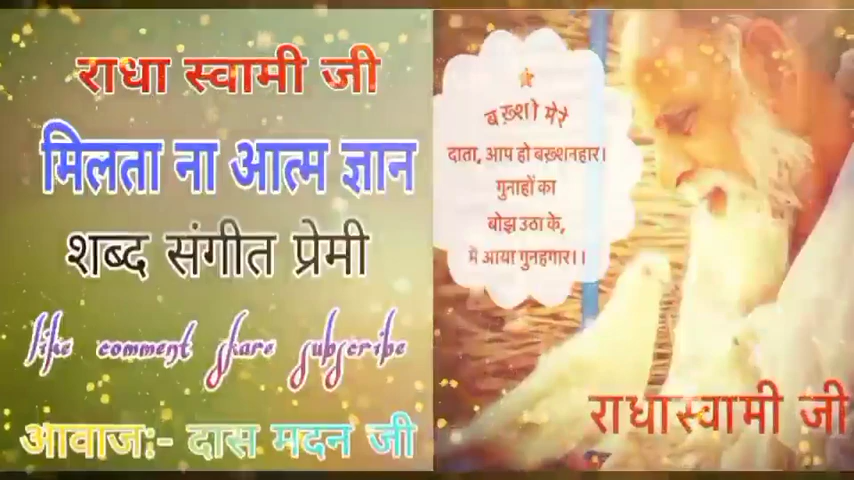 राधा स्वामी जी
मिलता ना आत्म ज्ञान
शब्द संगीत प्रेमी
like comment share subscribe
आवाज:- दास मदन जी
बख़्शो मेरे
दाता, आप हो बख़्शनहार।
गुनाहों का
बोझ उठा के,
में आया गुनहगार।।
राधास्वामी जी